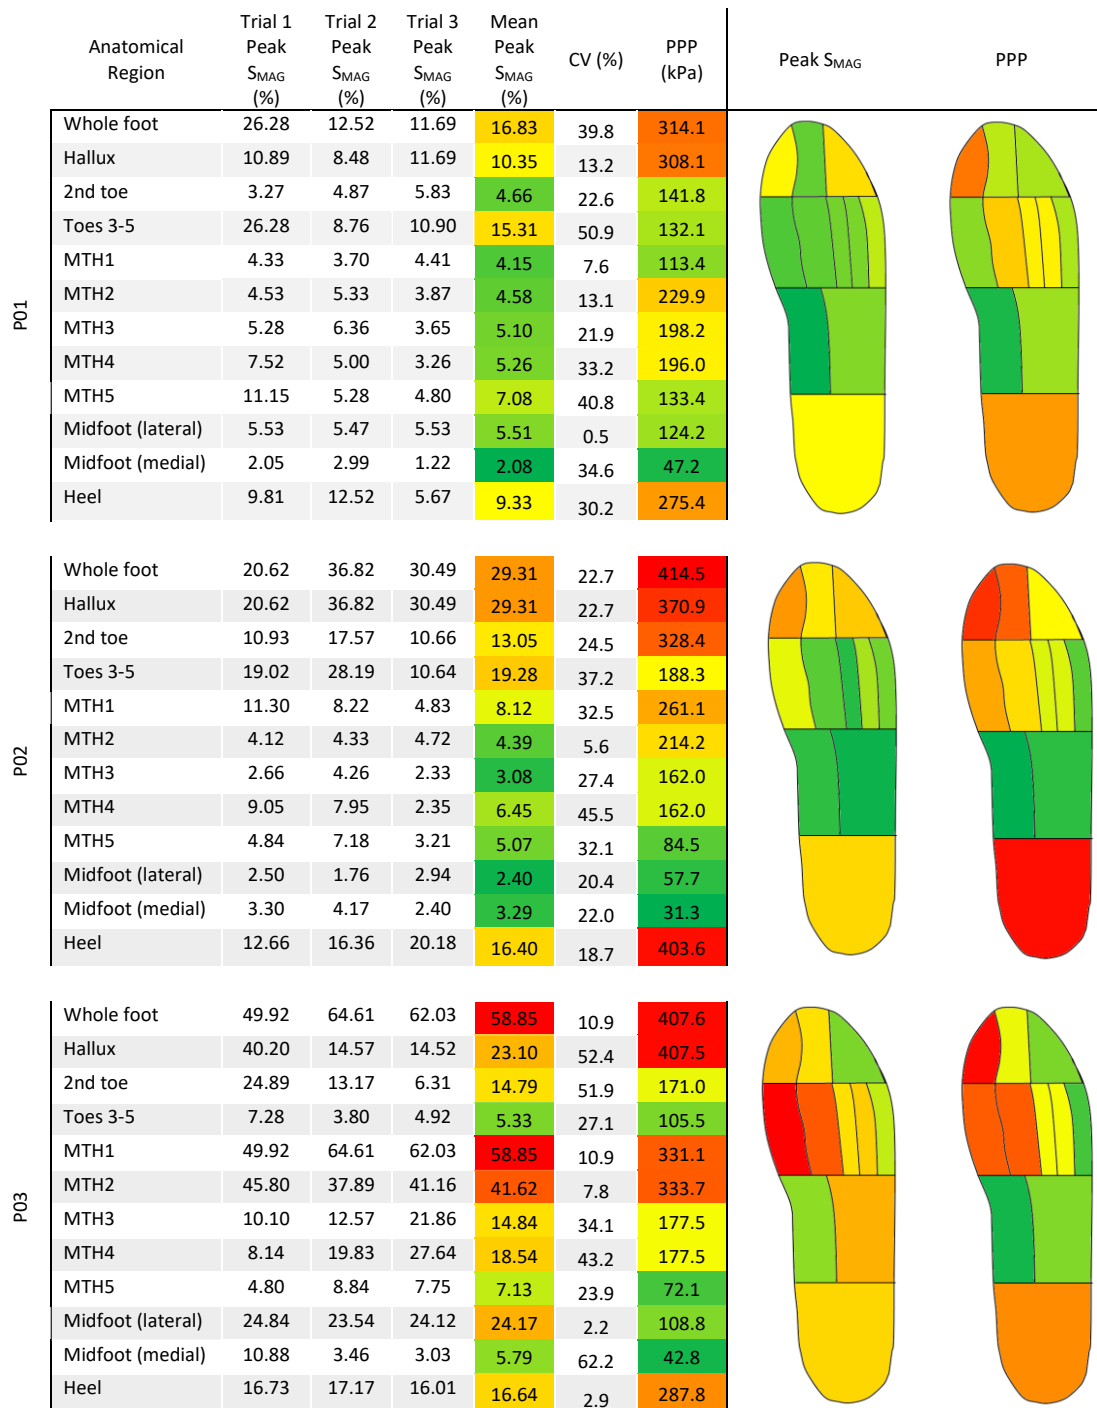 Anatomical Region Trial 1 Peak SMAG (%) Trial 2 Peak SMAG (%) Trial 3 Peak SMAG (%) Mean Peak SMAG (%) CV (%) PPP (kPa) Peak SMAG PPP
P01
Whole foot 26.28 12.52 11.69 16.83 39.8 314.1
Hallux 10.89 8.48 11.69 10.35 13.2 308.1
2nd toe 3.27 4.87 5.83 4.66 22.6 141.8
Toes 3-5 26.28 8.76 10.90 15.31 50.9 132.1
MTH1 4.33 3.70 4.41 4.15 7.6 113.4
MTH2 4.53 5.33 3.87 4.58 13.1 229.9
MTH3 5.28 6.36 3.65 5.10 21.9 198.2
MTH4 7.52 5.00 3.26 5.26 33.2 196.0
MTH5 11.15 5.28 4.80 7.08 40.8 133.4
Midfoot (lateral) 5.53 5.47 5.53 5.51 0.5 124.2
Midfoot (medial) 2.05 2.99 1.22 2.08 34.6 47.2
Heel 9.81 12.52 5.67 9.33 30.2 275.4
P02
Whole foot 20.62 36.82 30.49 29.31 22.7 414.5
Hallux 20.62 36.82 30.49 29.31 22.7 370.9
2nd toe 10.93 17.57 10.66 13.05 24.5 328.4
Toes 3-5 19.02 28.19 10.64 19.28 37.2 188.3
MTH1 11.30 8.22 4.83 8.12 32.5 261.1
MTH2 4.12 4.33 4.72 4.39 5.6 214.2
MTH3 2.66 4.26 2.33 3.08 27.4 162.0
MTH4 9.05 7.95 2.35 6.45 45.5 162.0
MTH5 4.84 7.18 3.21 5.07 32.1 84.5
Midfoot (lateral) 2.50 1.76 2.94 2.40 20.4 57.7
Midfoot (medial) 3.30 4.17 2.40 3.29 22.0 31.3
Heel 12.66 16.36 20.18 16.40 18.7 403.6
P03
Whole foot 49.92 64.61 62.03 58.85 10.9 407.6
Hallux 40.20 14.57 14.52 23.10 52.4 407.5
2nd toe 24.89 13.17 6.31 14.79 51.9 171.0
Toes 3-5 7.28 3.80 4.92 5.33 27.1 105.5
MTH1 49.92 64.61 62.03 58.85 10.9 331.1
MTH2 45.80 37.89 41.16 41.62 7.8 333.7
MTH3 10.10 12.57 21.86 14.84 34.1 177.5
MTH4 8.14 19.83 27.64 18.54 43.2 177.5
MTH5 4.80 8.84 7.75 7.13 23.9 72.1
Midfoot (lateral) 24.84 23.54 24.12 24.17 2.2 108.8
Midfoot (medial) 10.88 3.46 3.03 5.79 62.2 42.8
Heel 16.73 17.17 16.01 16.64 2.9 287.8